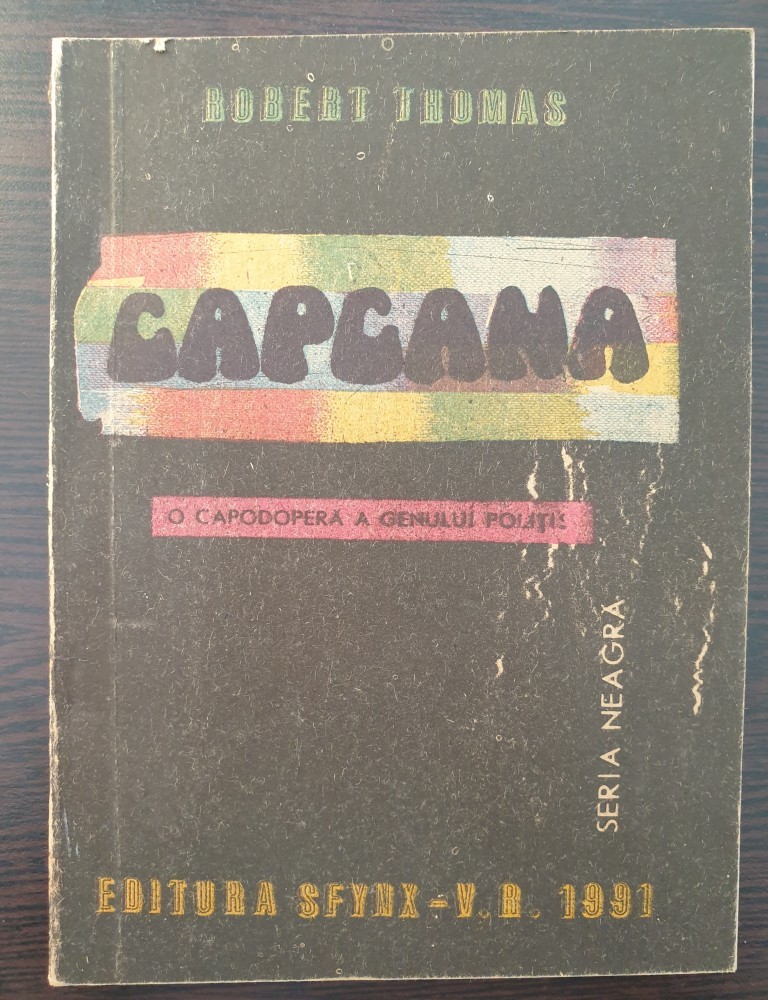 ROBERT THOMAS
CAPCANA
O CAPODOPERĂ A GENULUI POLIȚIS
SERIA NEAGRĂ
EDITURA SFYNX-V.R. 1991